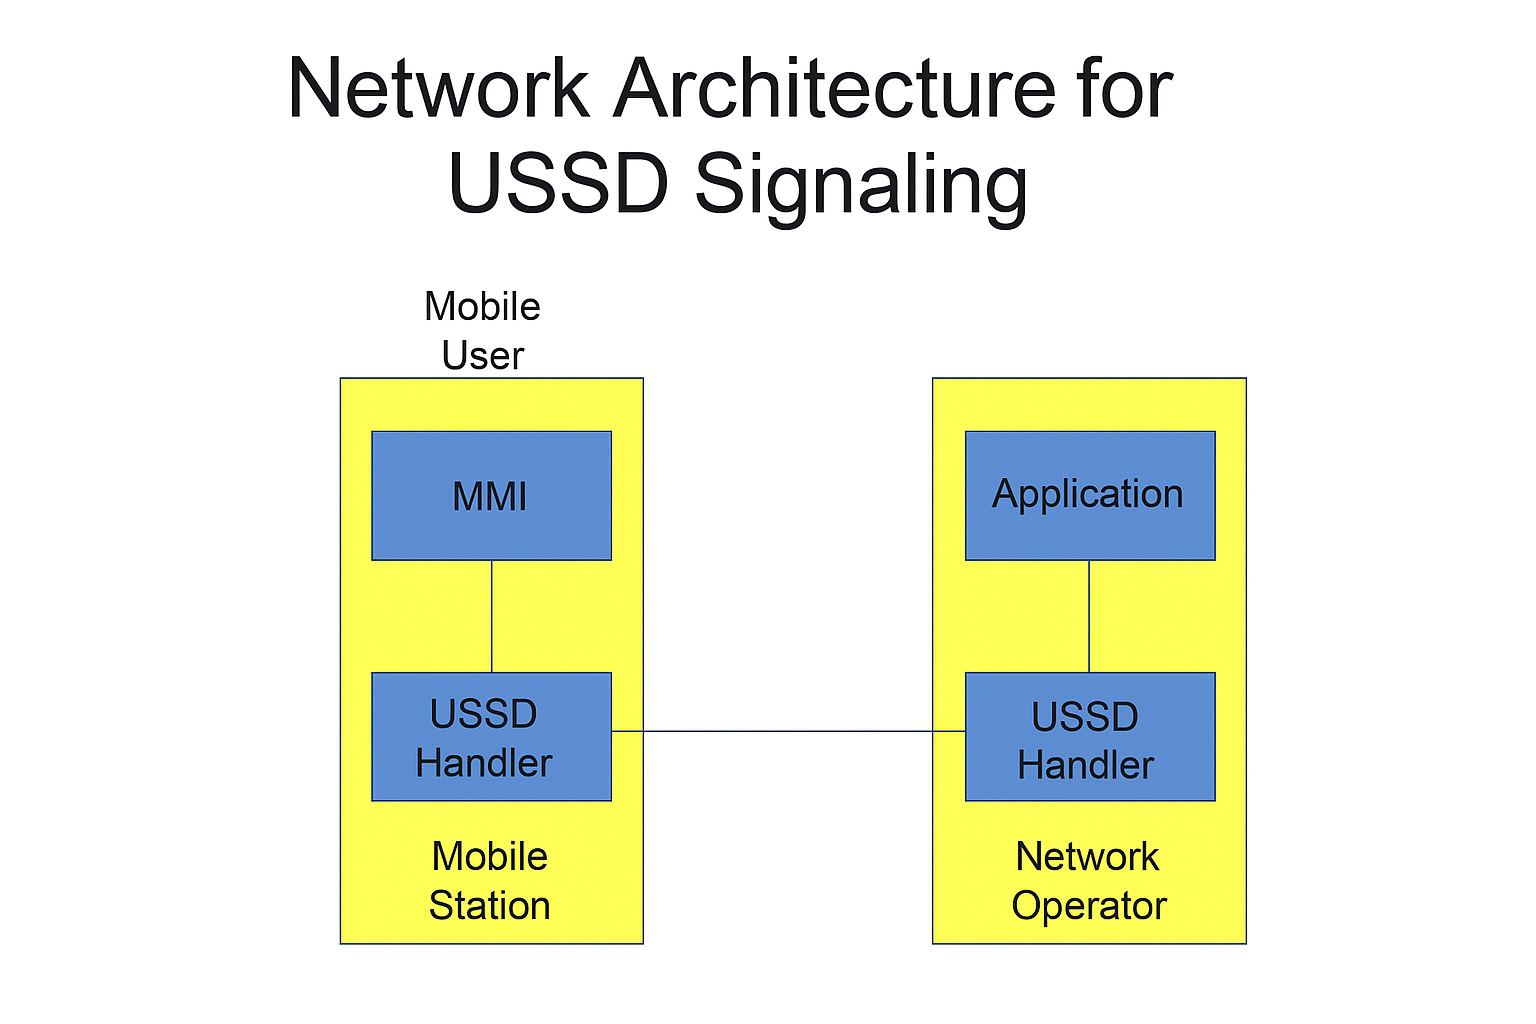 Network Architecture for
USSD Signaling
Mobile
User
MMI
USSD
Handler
Mobile
Station
Application
USSD
Handler
Network
Operator